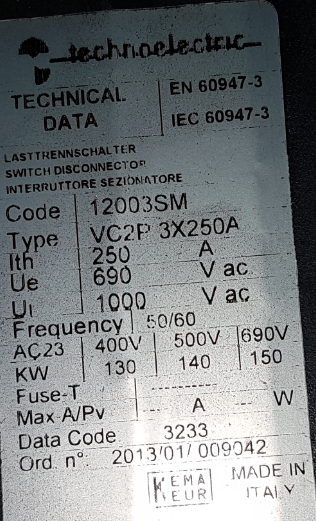 technoelectric
TECHNICAL DATA
EN 60947-3
IEC 60947-3
LASTTRENNSCHALTER
SWITCH DISCONNECTOR
INTERRUTTORE SEZIONATORE
Code 12003SM
Type VC2P 3X250A
Ith 250 A
Ue 690 V ac
Ui 1000 V ac
Frequency 50/60
AC23 400V 500V 690V
KW 130 140 150
Fuse-T ----------
Max A/Pv -- A -- W
Data Code 3233
Ord. n°. 2013/01/009042
KEMA KEUR
MADE IN ITALY